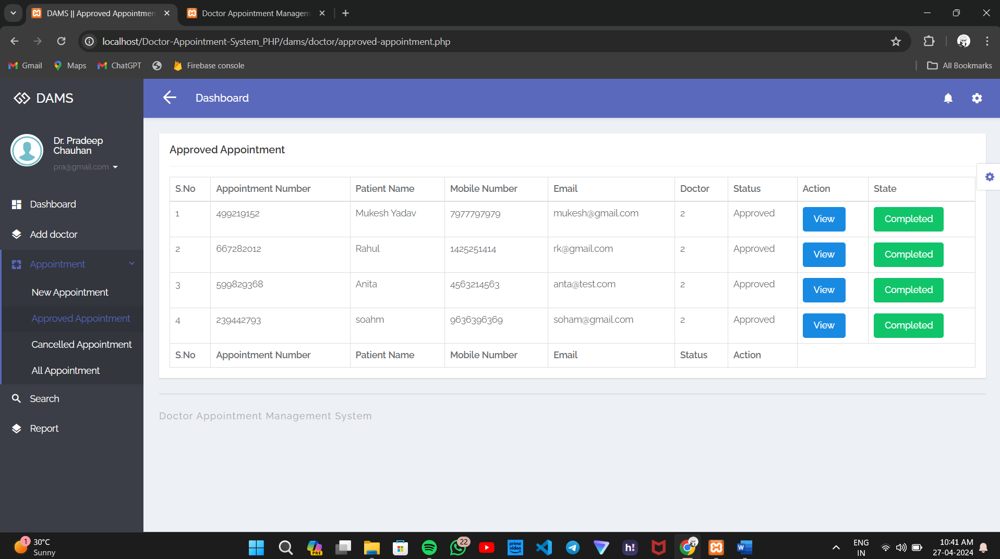 DAMS || Approved Appointmen
Doctor Appointment Managem
localhost/Doctor-Appointment-System_PHP/dams/doctor/approved-appointment.php
Gmail
Maps
ChatGPT
Firebase console
All Bookmarks
DAMS
Dashboard
Dr. Pradeep
Chauhan
pra@gmail.com
Dashboard
Add doctor
Appointment
New Appointment
Approved Appointment
Cancelled Appointment
All Appointment
Search
Report
Approved Appointment
S.No Appointment Number Patient Name Mobile Number Email Doctor Status Action State
1 499219152 Mukesh Yadav 7977797979 mukesh@gmail.com 2 Approved View Completed
2 667282012 Rahul 1425251414 rk@gmail.com 2 Approved View Completed
3 599829368 Anita 4563214563 anta@test.com 2 Approved View Completed
4 239442793 soahm 9636396369 soham@gmail.com 2 Approved View Completed
S.No Appointment Number Patient Name Mobile Number Email Status Action
Doctor Appointment Management System
1
30°C
Sunny
PRE
22
prime video
h!
W
ENG
IN
10:41 AM
27-04-2024